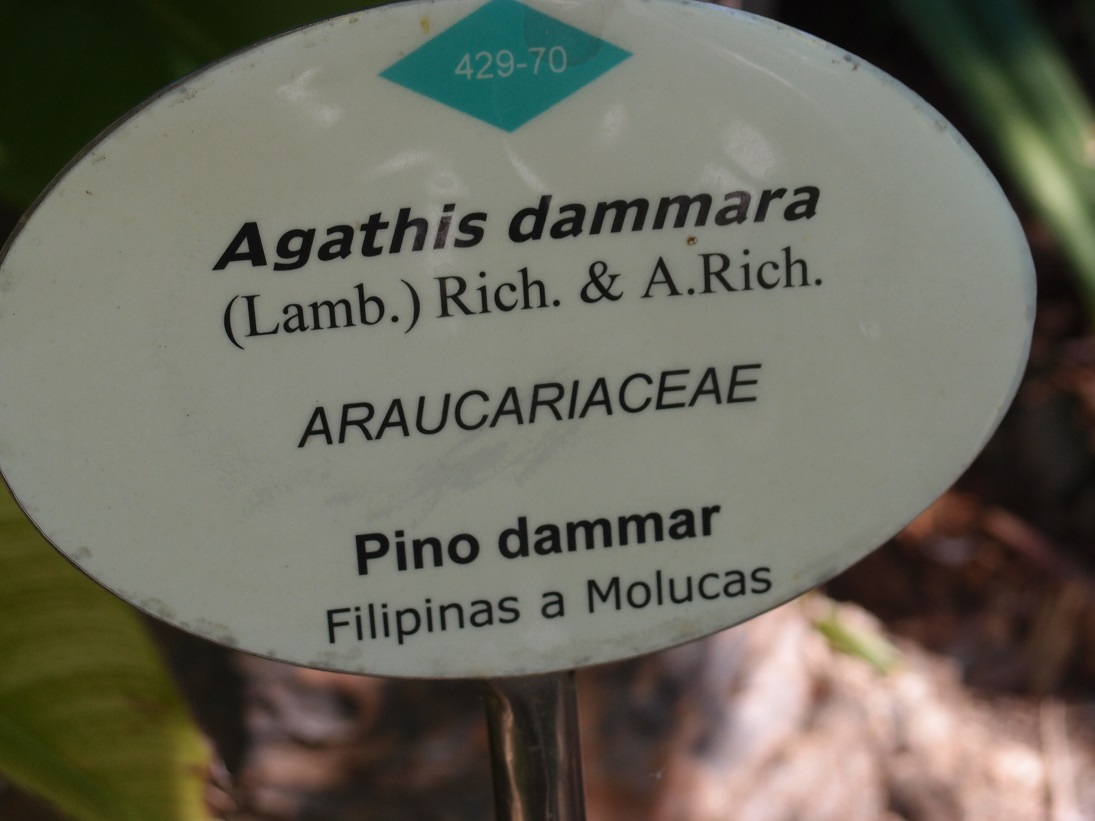 429-70
Agathis dammara
(Lamb.) Rich. & A.Rich.
ARAUCARIACEAE
Pino dammar
Filipinas a Molucas